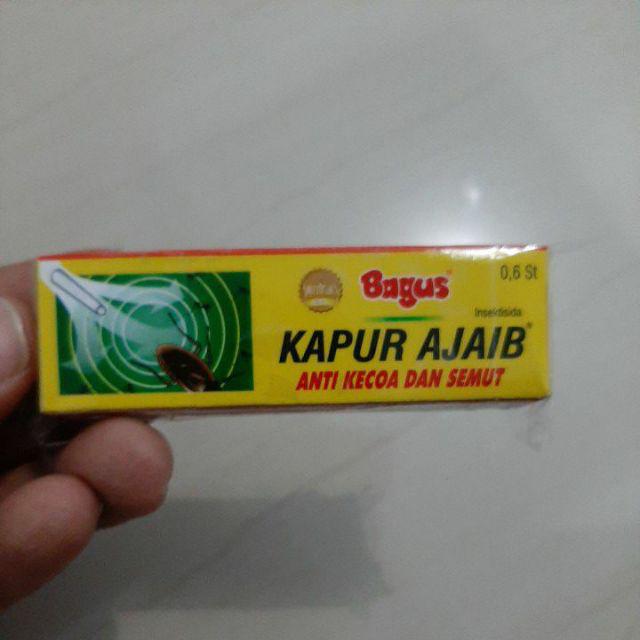 Bagus
0,6 St
Insektisida
KAPUR AJAIB
ANTI KECOA DAN SEMUT